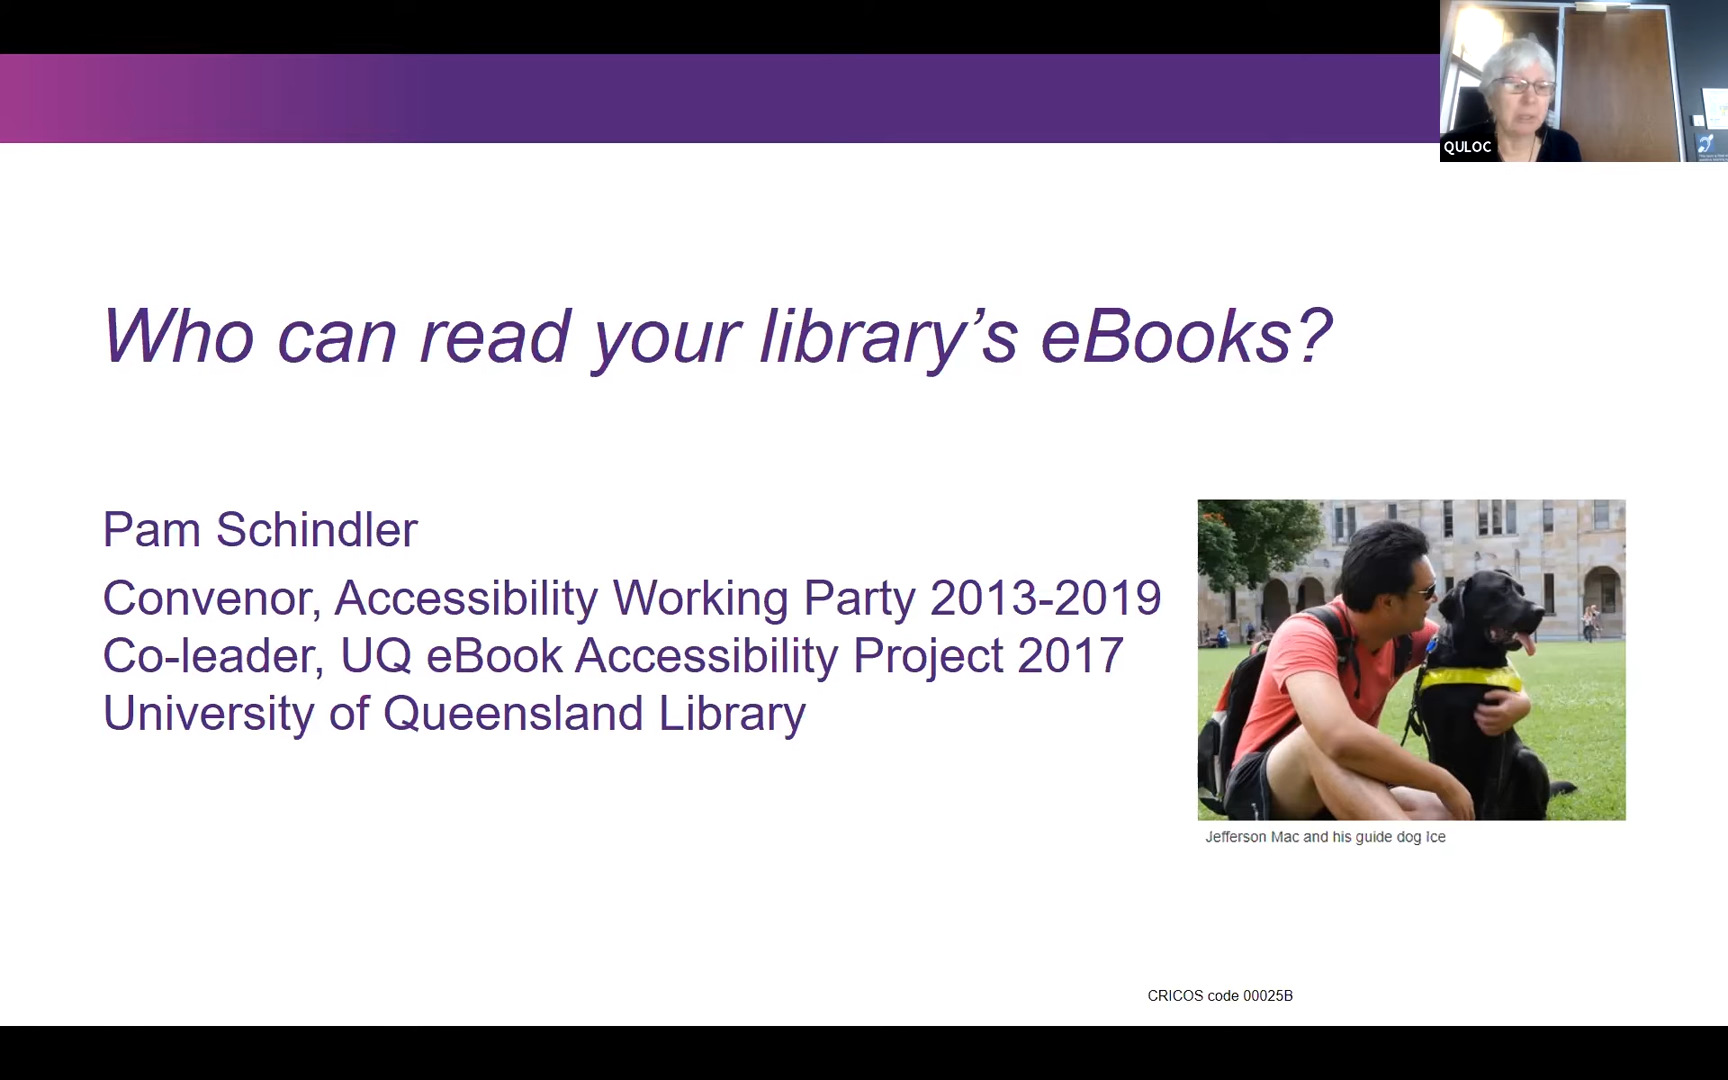 QULOC
Who can read your library’s eBooks?
Pam Schindler
Convenor, Accessibility Working Party 2013-2019
Co-leader, UQ eBook Accessibility Project 2017
University of Queensland Library
Jefferson Mac and his guide dog Ice
CRICOS code 00025B